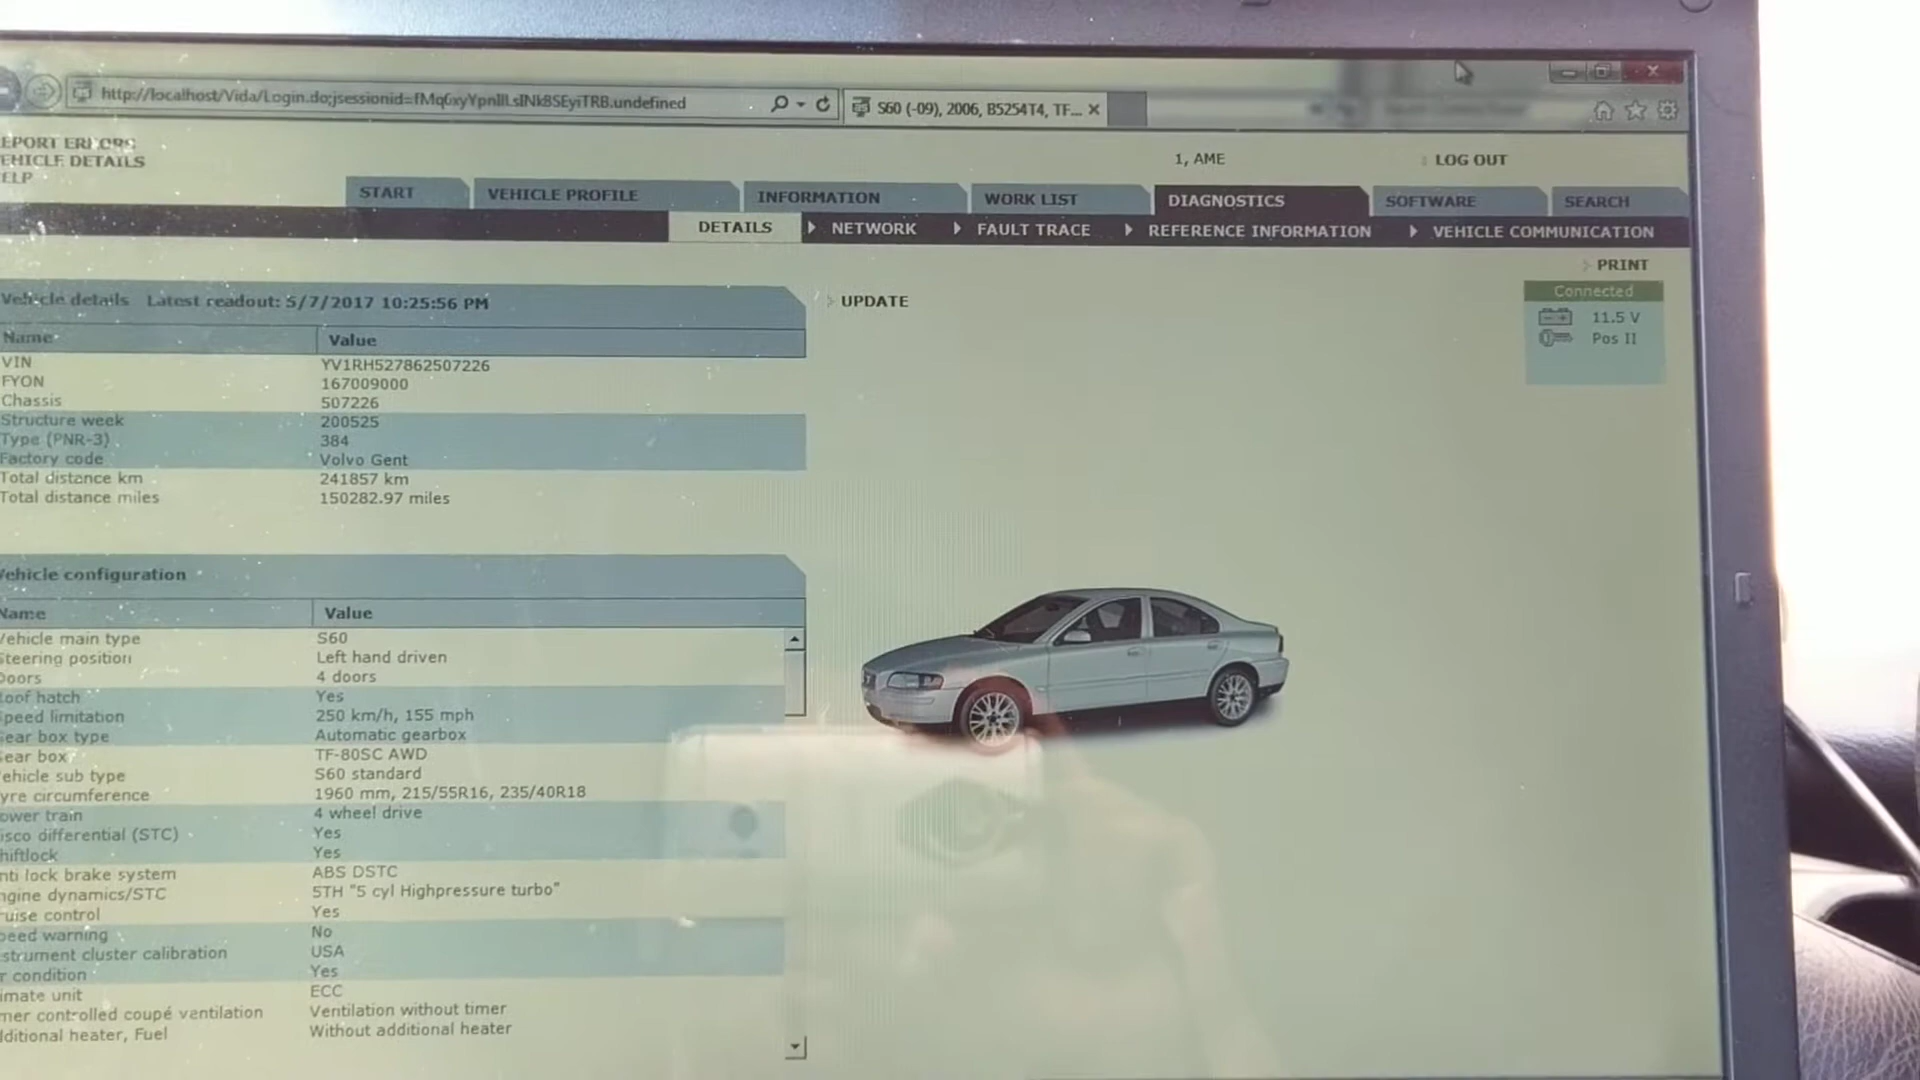 http://localhost/Vida/Login.do;jsessionid=
S60 (-09), 2006, B5254T4, TF...
EPORT ERRORS
EHICLE DETAILS
ELP
1, AME
LOG OUT
START
VEHICLE PROFILE
INFORMATION
WORK LIST
DIAGNOSTICS
SOFTWARE
SEARCH
DETAILS
NETWORK
FAULT TRACE
REFERENCE INFORMATION
VEHICLE COMMUNICATION
PRINT
Connected
11.5 V
Pos II
Vehicle details Latest readout: 5/7/2017 10:25:56 PM
UPDATE
Name Value
VIN YV1RH527862507226
FYON 167009000
Chassis 507226
Structure week 200525
Type (PNR-3) 384
Factory code Volvo Gent
Total distance km 241857 km
Total distance miles 150282.97 miles
Vehicle configuration
Name Value
Vehicle main type S60
Steering position Left hand driven
Doors 4 doors
oof hatch Yes
peed limitation 250 km/h, 155 mph
ear box type Automatic gearbox
ear box TF-80SC AWD
ehicle sub type S60 standard
yre circumference 1960 mm, 215/55R16, 235/40R18
ower train 4 wheel drive
isco differential (STC) Yes
hiftlock Yes
nti lock brake system ABS DSTC
ngine dynamics/STC 5TH "5 cyl Highpressure turbo"
ruise control Yes
peed warning No
strument cluster calibration USA
r condition Yes
imate unit ECC
mer controlled coupé ventilation Ventilation without timer
dditional heater, Fuel Without additional heater